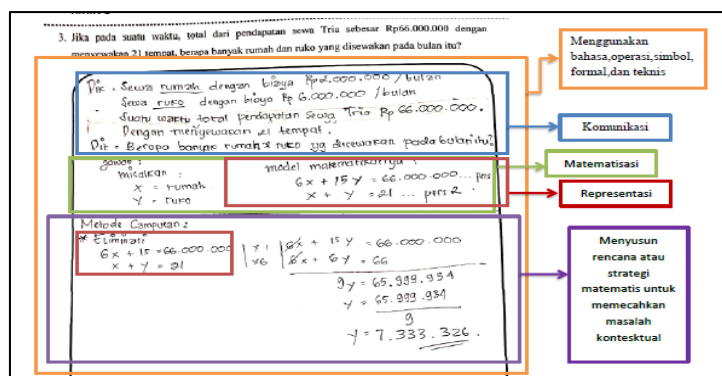 3. Jika pada suatu waktu, total dari pendapatan sewa Tria sebesar Rp66.000.000 dengan
menyewakan 21 tempat, berapa banyak rumah dan ruko yang disewakan pada bulan itu?
Dik : Sewa rumah dengan biaya Rp2.000.000 / bulan
Sewa ruko dengan biaya Rp 6.000.000 / bulan
Suatu waktu total pendapatan sewa Tria Rp 66.000.000.
Dengan menyewakan 21 tempat.
Dit = Berapa banyak rumah & ruko yg disewakan pada bulan itu?
Jawab :
misalkan :
x = rumah
y = ruko
model matematikanya :
6x + 15 y = 66.000.000 ... pers
x + y = 21 ... pers 2
Metode Campuran :
* Eliminasi
6x + 15 = 66.000.000
x + y = 21
x 1
x 6
6x + 15 y = 66.000.000
6x + 6y = 66
9y = 65.999.934
y = 65.999.934
9
y = 7.333.326.
Menggunakan
bahasa,operasi,simbol,
formal,dan teknis
Komunikasi
Matematisasi
Representasi
Menyusun
rencana atau
strategi
matematis untuk
memecahkan
masalah
kontesktual